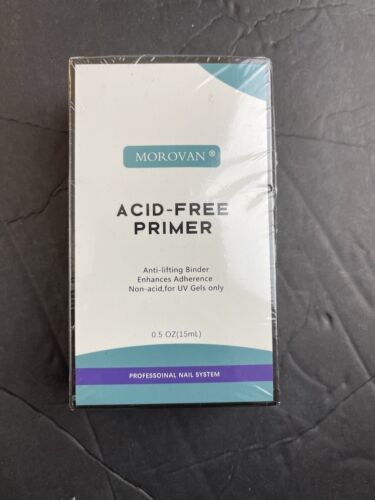 MOROVAN ®
ACID-FREE
PRIMER
Anti-lifting Binder
Enhances Adherence
Non-acid,for UV Gels only
0.5 OZ(15mL)
PROFESSOINAL NAIL SYSTEM